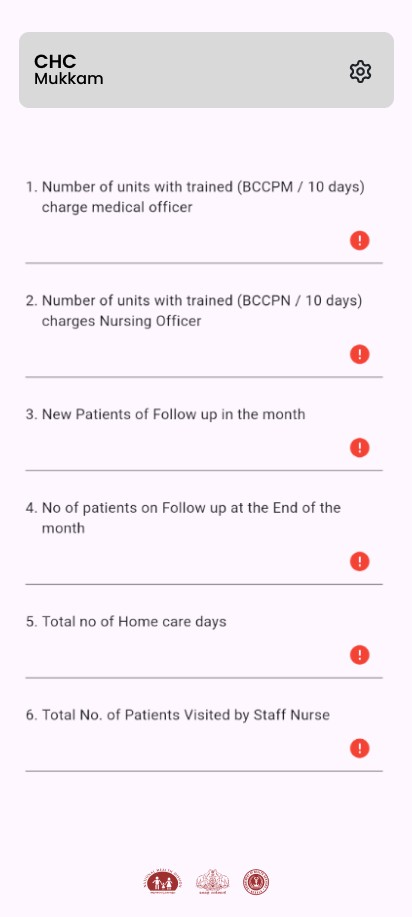 CHC
Mukkam
1. Number of units with trained (BCCPM / 10 days)
charge medical officer
2. Number of units with trained (BCCPN / 10 days)
charges Nursing Officer
3. New Patients of Follow up in the month
4. No of patients on Follow up at the End of the
month
5. Total no of Home care days
6. Total No. of Patients Visited by Staff Nurse